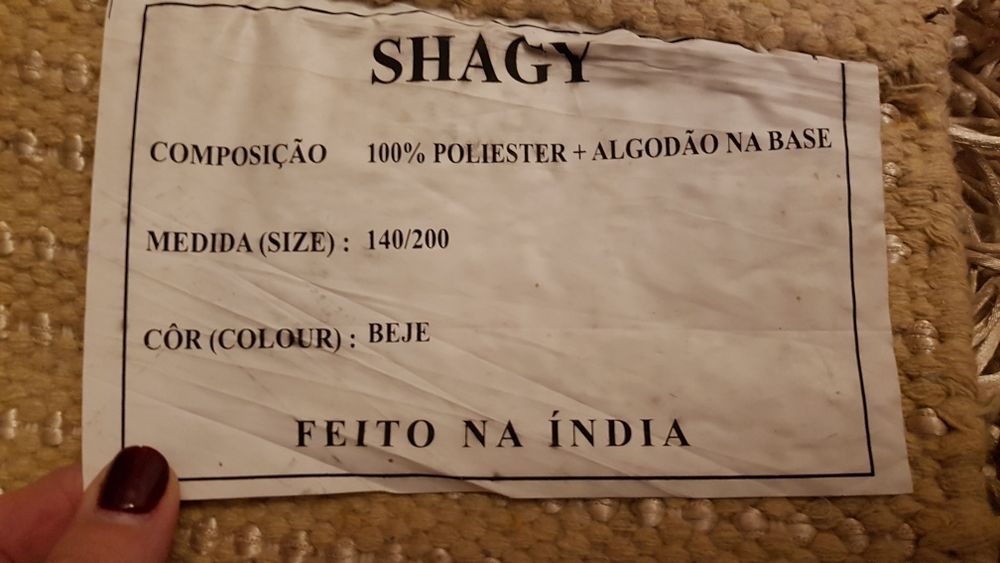 SHAGY
COMPOSIÇÃO 100% POLIESTER + ALGODÃO NA BASE
MEDIDA (SIZE) : 140/200
CÔR (COLOUR) : BEJE
FEITO NA ÍNDIA